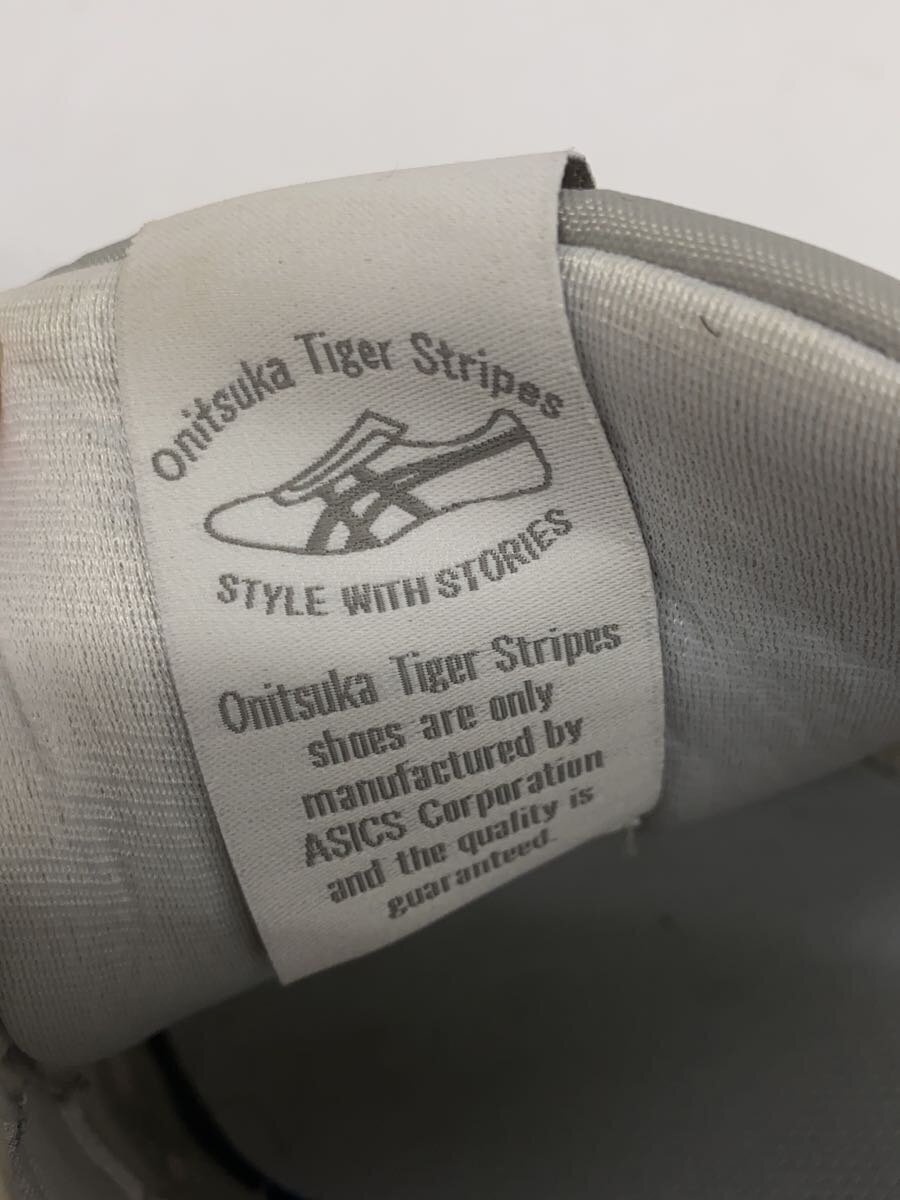 Onitsuka Tiger Stripes
STYLE WITH STORIES
Onitsuka Tiger Stripes
shoes are only
manufactured by
ASICS Corporation
and the quality is
guaranteed.